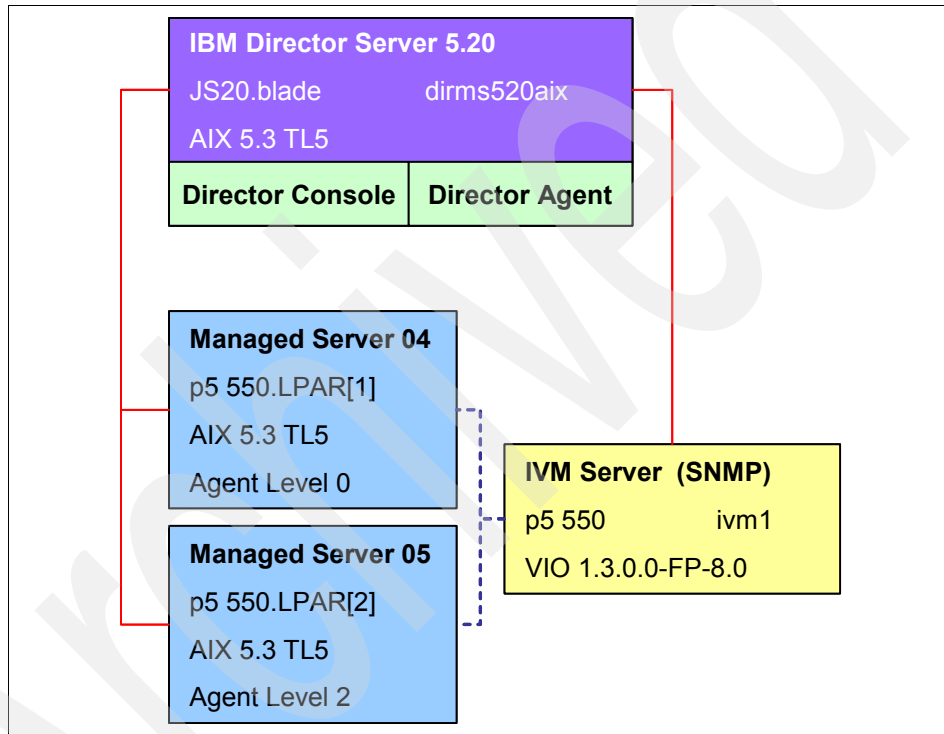 IBM Director Server 5.20
JS20.blade dirms520aix
AIX 5.3 TL5
Director Console Director Agent
Managed Server 04
p5 550.LPAR[1]
AIX 5.3 TL5
Agent Level 0
Managed Server 05
p5 550.LPAR[2]
AIX 5.3 TL5
Agent Level 2
IVM Server (SNMP)
p5 550 ivm1
VIO 1.3.0.0-FP-8.0
Archived